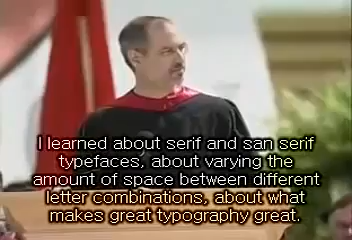 I learned about serif and san serif
typefaces, about varying the
amount of space between different
letter combinations, about what
makes great typography great.